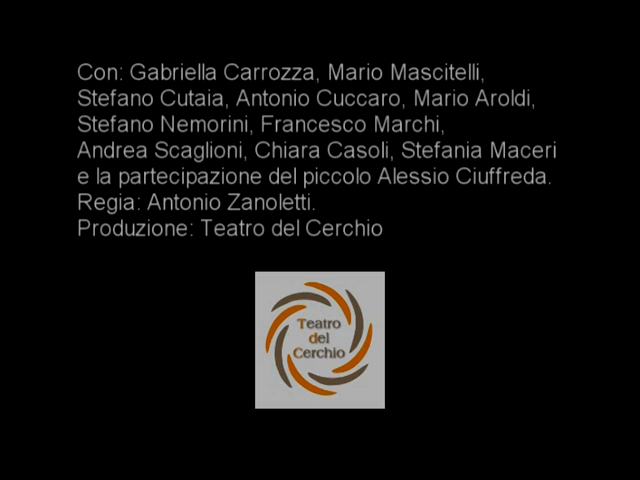 Con: Gabriella Carrozza, Mario Mascitelli,
Stefano Cutaia, Antonio Cuccaro, Mario Aroldi,
Stefano Nemorini, Francesco Marchi,
Andrea Scaglioni, Chiara Casoli, Stefania Maceri
e la partecipazione del piccolo Alessio Ciuffreda.
Regia: Antonio Zanoletti.
Produzione: Teatro del Cerchio
Teatro
del
Cerchio